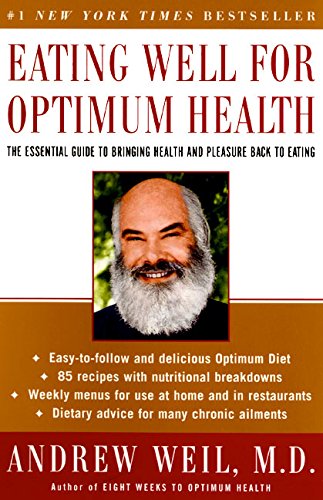 #1 NEW YORK TIMES BESTSELLER
EATING WELL FOR
OPTIMUM HEALTH
THE ESSENTIAL GUIDE TO BRINGING HEALTH AND PLEASURE BACK TO EATING
✦ Easy-to-follow and delicious Optimum Diet
✦ 85 recipes with nutritional breakdowns
✦ Weekly menus for use at home and in restaurants
✦ Dietary advice for many chronic ailments
ANDREW WEIL, M.D.
Author of EIGHT WEEKS TO OPTIMUM HEALTH